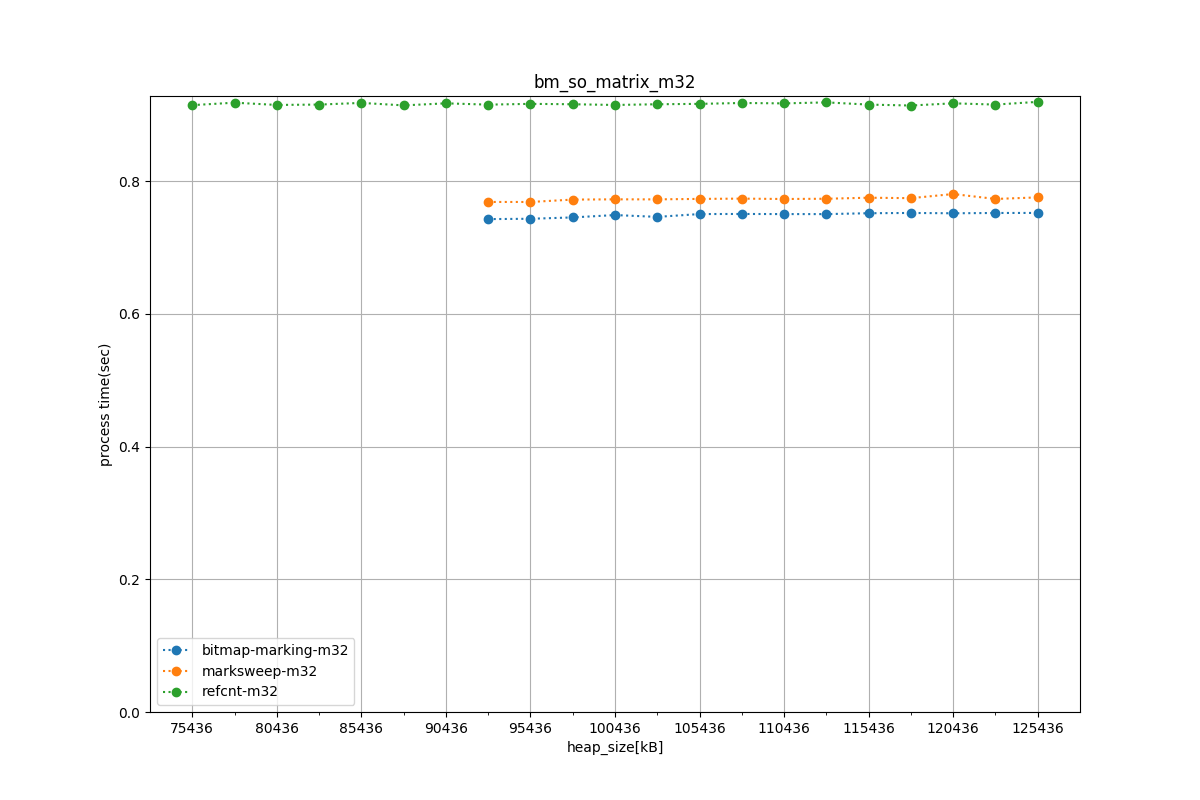 bm_so_matrix_m32
process time(sec)
0.8
0.6
0.4
0.2
0.0
bitmap-marking-m32
marksweep-m32
refcnt-m32
75436 80436 85436 90436 95436 100436 105436 110436 115436 120436 125436
heap_size[kB]